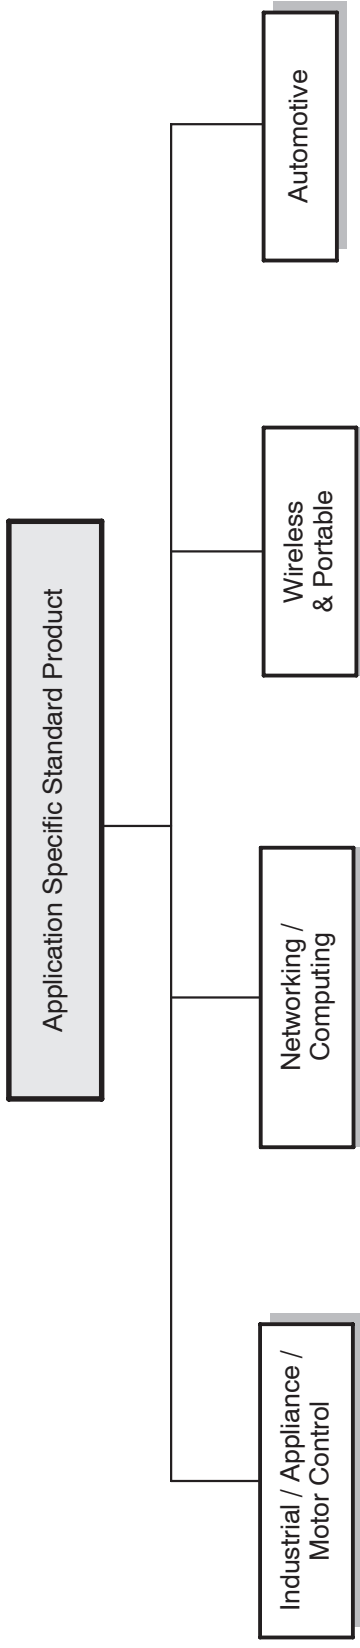 Application Specific Standard Product
Industrial / Appliance /
Motor Control
Networking /
Computing
Wireless
& Portable
Automotive